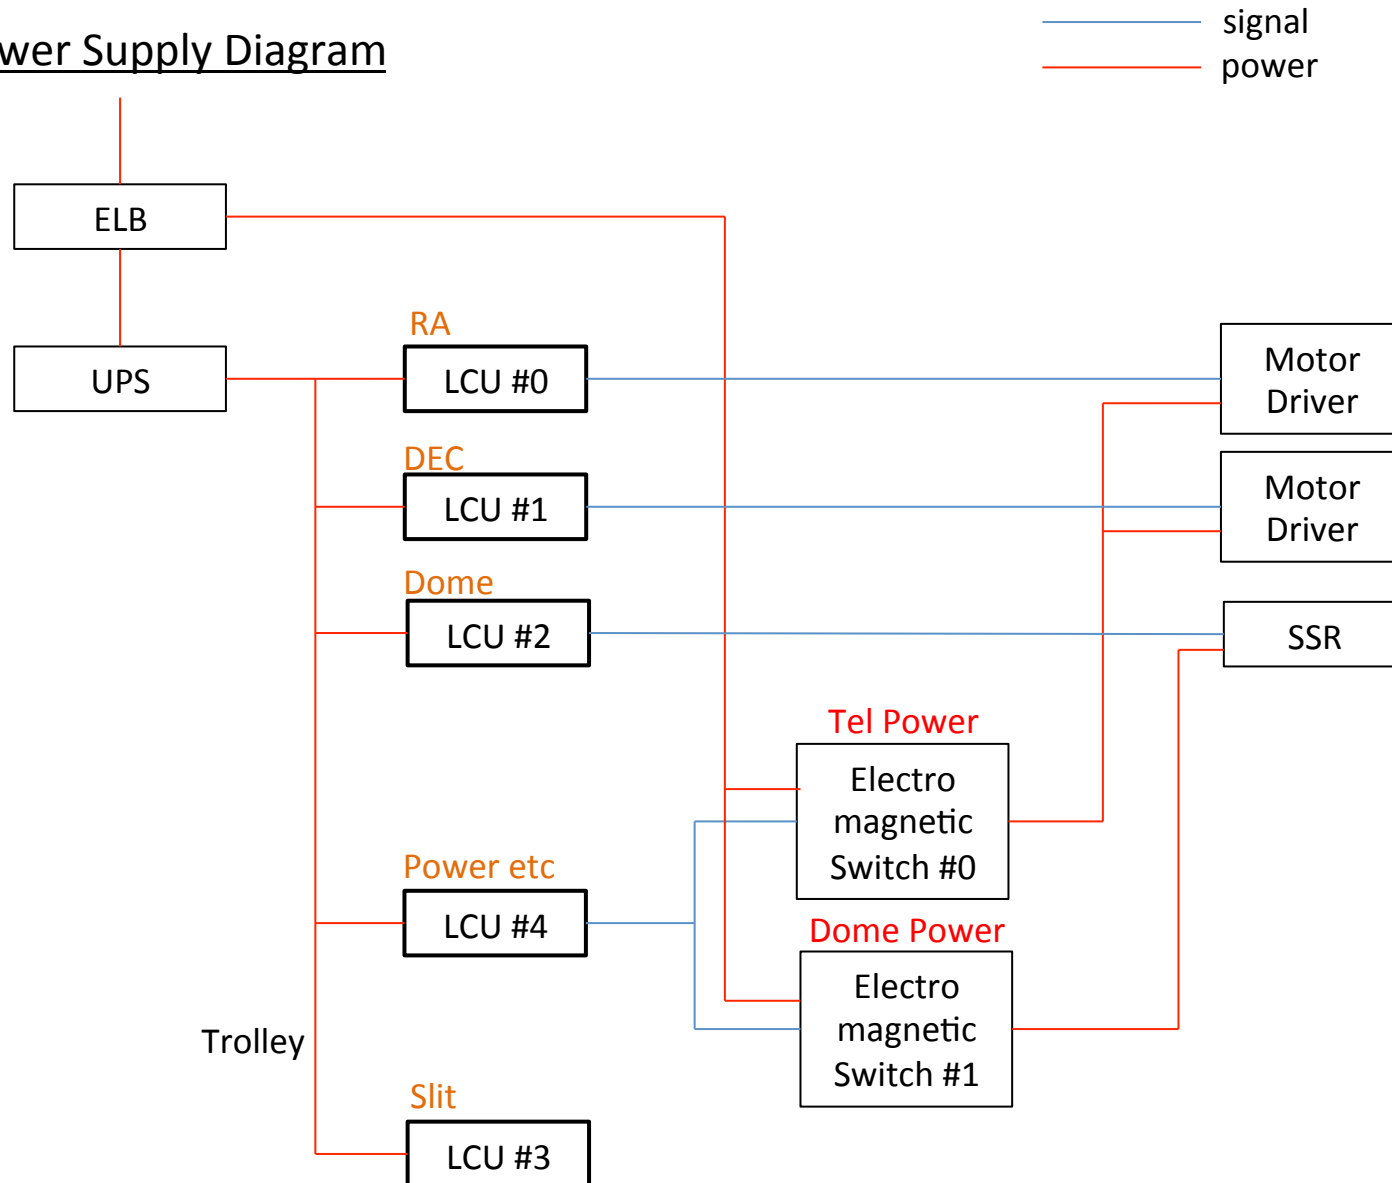 wer Supply Diagram
signal
power
ELB
UPS
RA
LCU #0
Motor
Driver
DEC
LCU #1
Motor
Driver
Dome
LCU #2
SSR
Tel Power
Electro
magnetic
Switch #0
Power etc
LCU #4
Dome Power
Electro
magnetic
Switch #1
Trolley
Slit
LCU #3